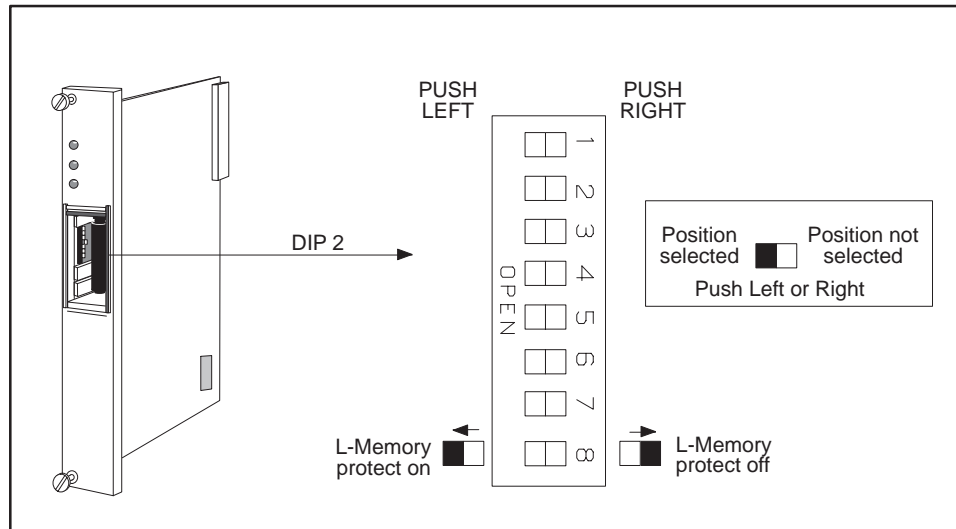 PUSH
LEFT
PUSH
RIGHT
1
2
3
4
5
6
7
8
OPEN
DIP 2
Position
selected
Position not
selected
Push Left or Right
L-Memory
protect on
L-Memory
protect off